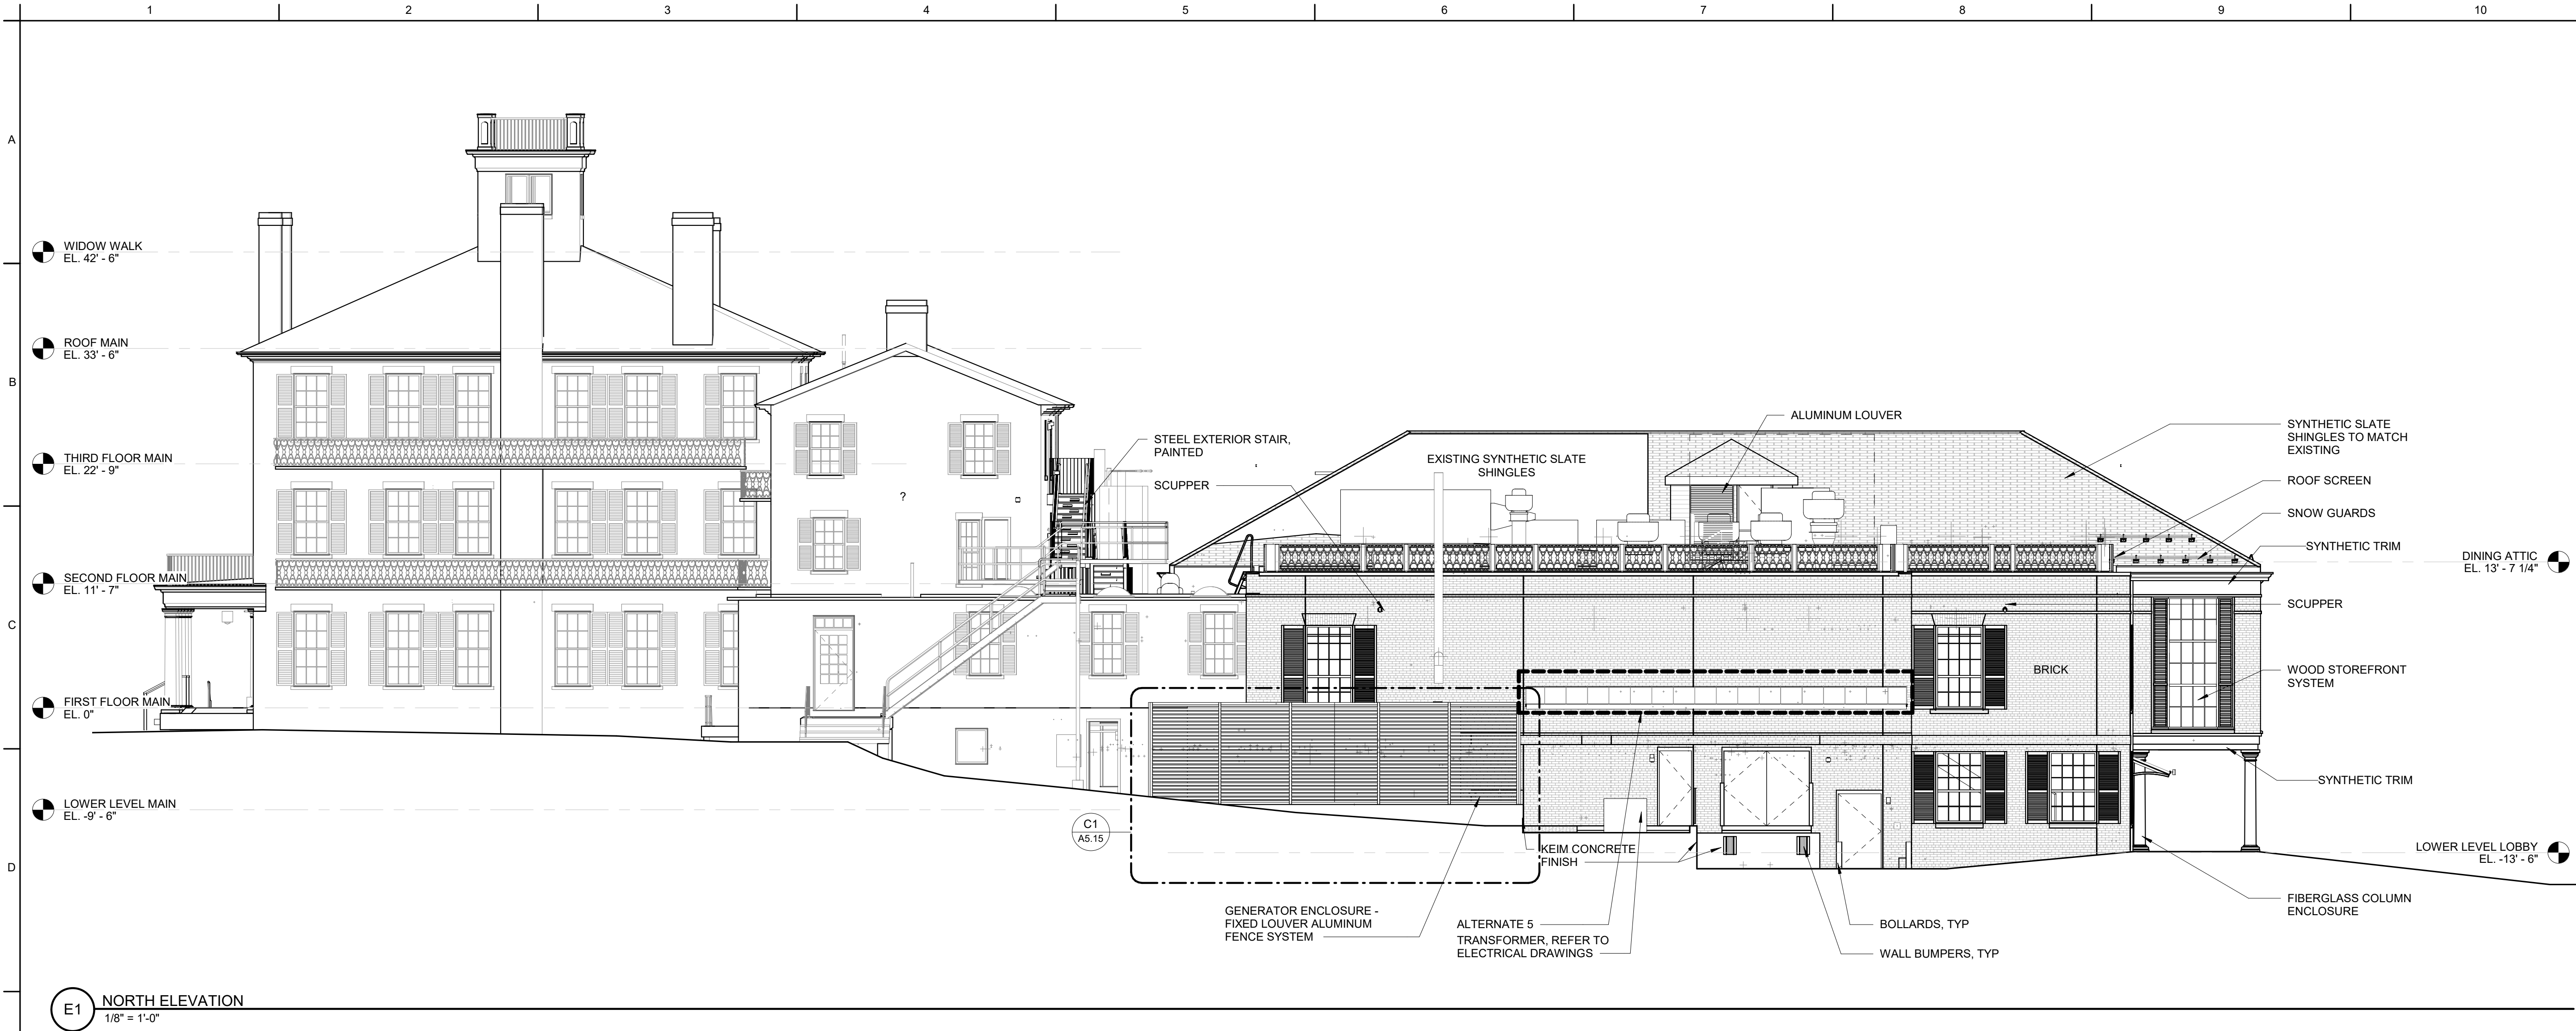 1 2 3 4 5 6 7 8 9 10
A
B
C
D
WIDOW WALK
EL. 42' - 6"
ROOF MAIN
EL. 33' - 6"
THIRD FLOOR MAIN
EL. 22' - 9"
SECOND FLOOR MAIN
EL. 11' - 7"
FIRST FLOOR MAIN
EL. 0"
LOWER LEVEL MAIN
EL. -9' - 6"
?
STEEL EXTERIOR STAIR,
PAINTED
SCUPPER
EXISTING SYNTHETIC SLATE
SHINGLES
ALUMINUM LOUVER
SYNTHETIC SLATE
SHINGLES TO MATCH
EXISTING
ROOF SCREEN
SNOW GUARDS
SYNTHETIC TRIM
DINING ATTIC
EL. 13' - 7 1/4"
SCUPPER
BRICK
WOOD STOREFRONT
SYSTEM
SYNTHETIC TRIM
C1
A5.15
KEIM CONCRETE
FINISH
LOWER LEVEL LOBBY
EL. -13' - 6"
FIBERGLASS COLUMN
ENCLOSURE
GENERATOR ENCLOSURE -
FIXED LOUVER ALUMINUM
FENCE SYSTEM
ALTERNATE 5
TRANSFORMER, REFER TO
ELECTRICAL DRAWINGS
BOLLARDS, TYP
WALL BUMPERS, TYP
E1
NORTH ELEVATION
1/8" = 1'-0"